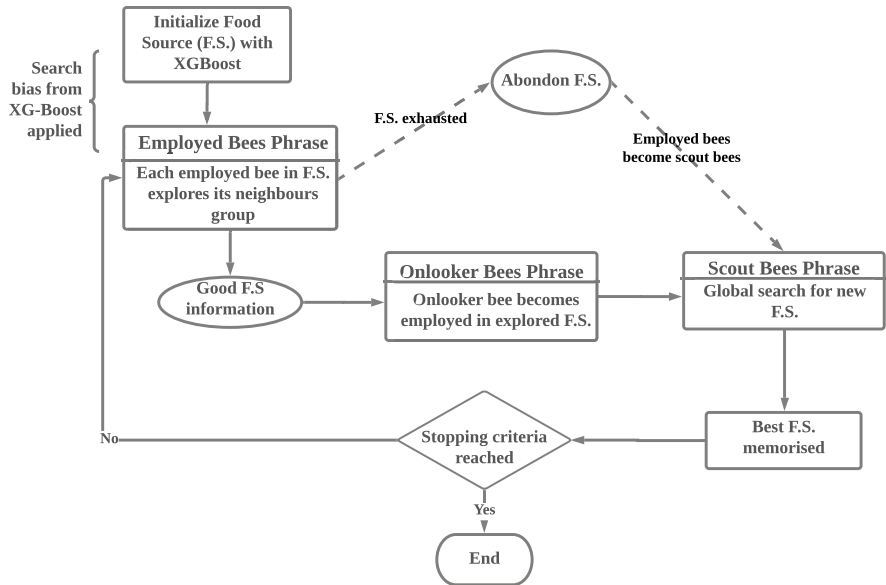 Initialize Food
Source (F.S.) with
XGBoost
Search
bias from
XG-Boost
applied
Abondon F.S.
F.S. exhausted
Employed bees
become scout bees
Employed Bees Phrase
Each employed bee in F.S.
explores its neighbours
group
Good F.S
information
Onlooker Bees Phrase
Onlooker bee becomes
employed in explored F.S.
Scout Bees Phrase
Global search for new
F.S.
Best F.S.
memorised
Stopping criteria
reached
No
Yes
End